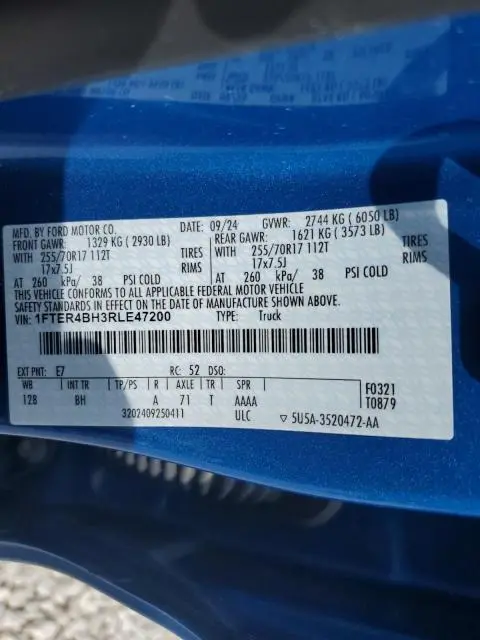 MFD. BY FORD MOTOR CO. DATE: 09/24 GVWR: 2744 KG ( 6050 LB)
FRONT GAWR: 1329 KG ( 2930 LB) REAR GAWR: 1621 KG ( 3573 LB)
WITH 255/70R17 112T TIRES WITH 255/70R17 112T TIRES
17x7.5J RIMS 17x7.5J RIMS
AT 260 kPa/ 38 PSI COLD AT 260 kPa/ 38 PSI COLD
THIS VEHICLE CONFORMS TO ALL APPLICABLE FEDERAL MOTOR VEHICLE
SAFETY STANDARDS IN EFFECT ON THE DATE OF MANUFACTURE SHOWN ABOVE.
VIN: 1FTER4BH3RLE47200 TYPE: Truck
EXT PNT: E7 RC: 52 DSO:
WB INT TR TP/PS R AXLE TR SPR F0321
128 BH A 71 T AAAA T0879
3202409250411 ULC ▽ 5U5A-3520472-AA